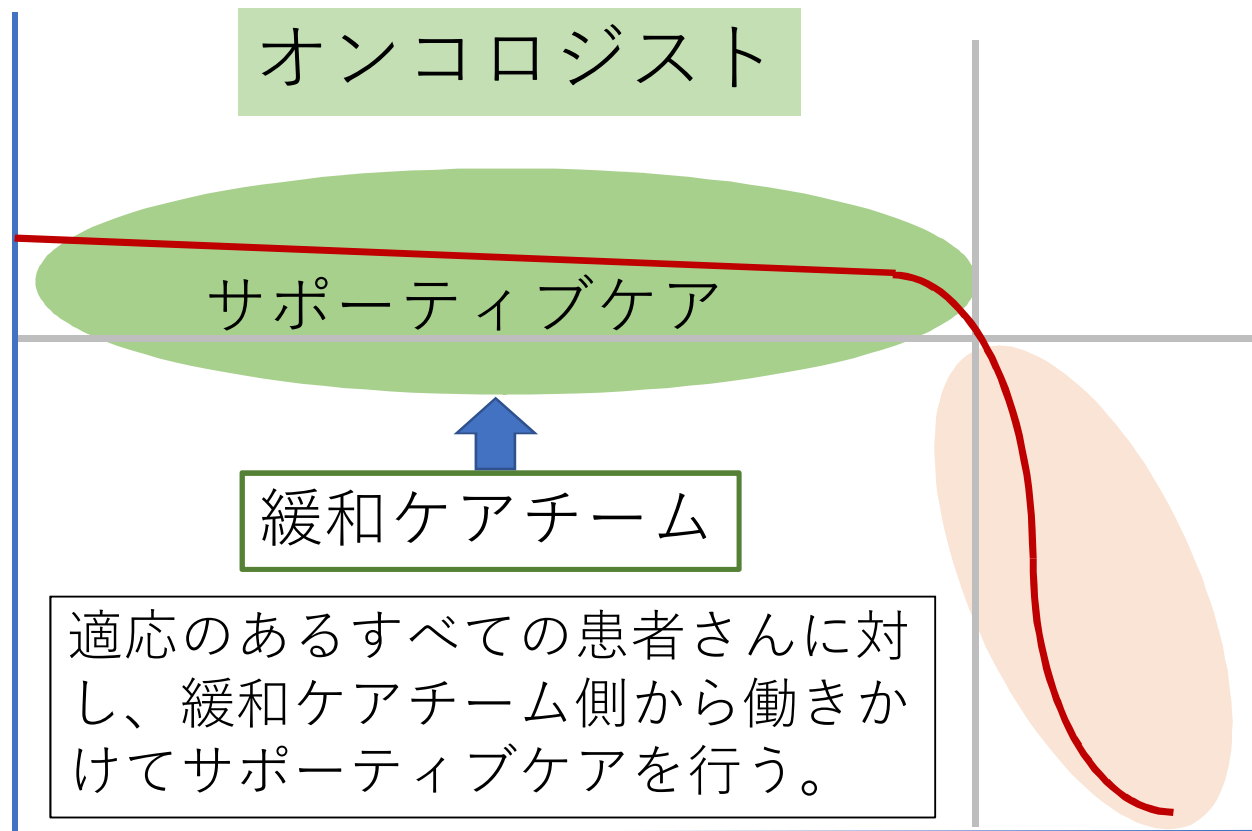 オンコロジスト
サポーティブケア
緩和ケアチーム
適応のあるすべての患者さんに対
し、緩和ケアチーム側から働きか
けてサポーティブケアを行う。